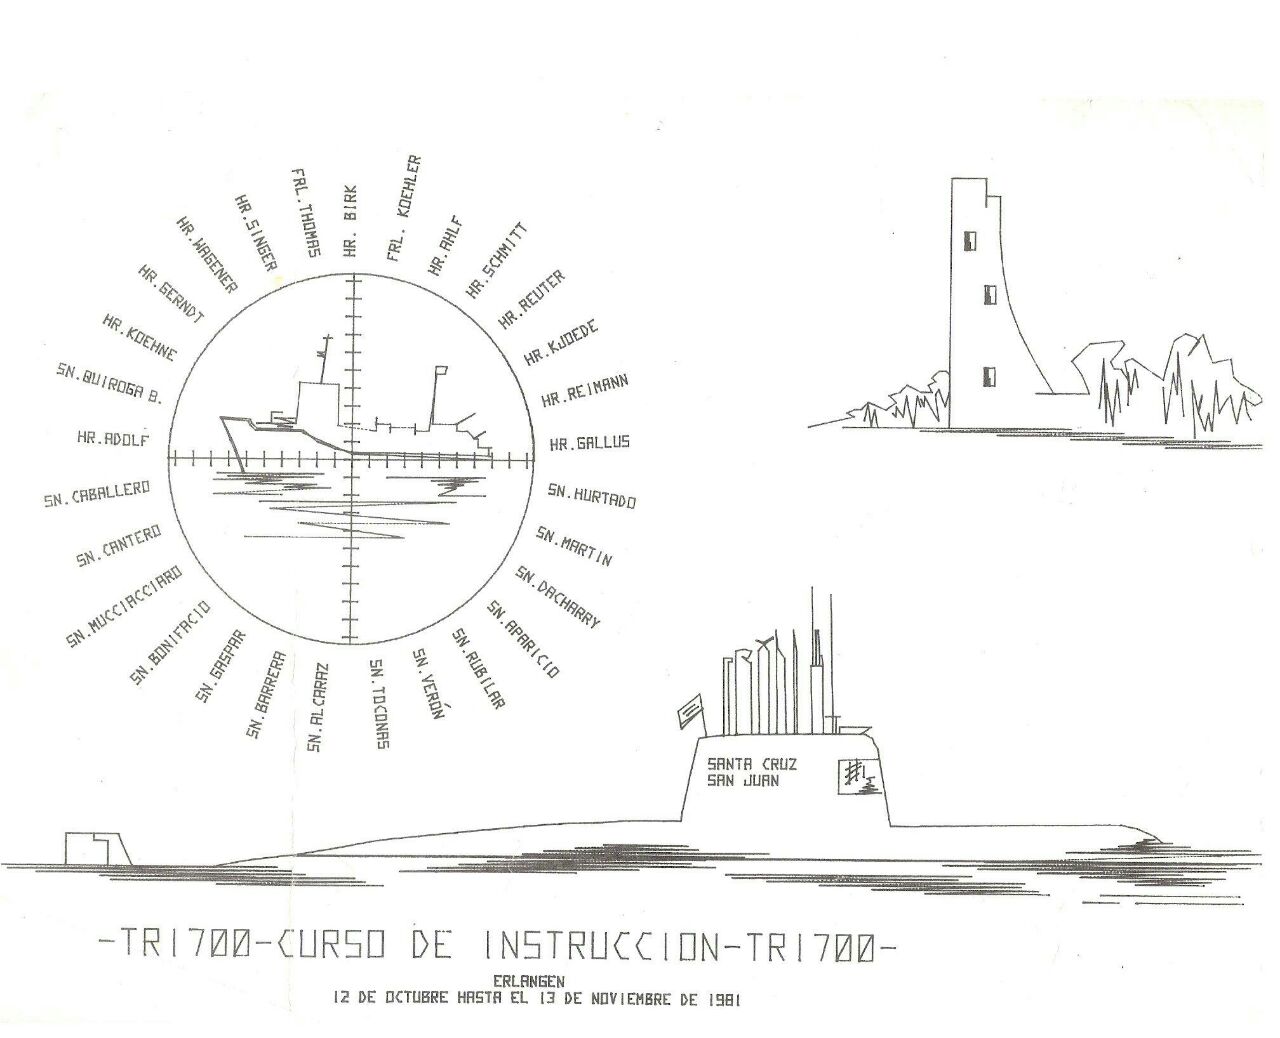 HR. BIRK
FRL. KOEHLER
HR.AHLF
HR.SCHMITT
HR.REUTER
HR.KJOEDE
HR.REIMANN
HR.GALLUS
SN.HURTADO
SN.MARTIN
SN.DACHARRY
SN.APARICIO
SN.RUBILAR
SN.VERÓN
SN.TOCONAS
SN.ALCARAZ
SN.BARRERA
SN.GASPAR
SN.BONIFACIO
SN.MUCCIACCIARO
SN.CANTERO
SN.CABALLERO
HR.ADOLF
SN.QUIROGA B.
HR.KOEHNE
HR.GERNDT
HR.WAGENER
HR.SINGER
FRL.THOMAS
SANTA CRUZ
SAN JUAN
-TR1700-CURSO DE INSTRUCCION-TR1700-
ERLANGEN
12 DE OCTUBRE HASTA EL 13 DE NOVIEMBRE DE 1981